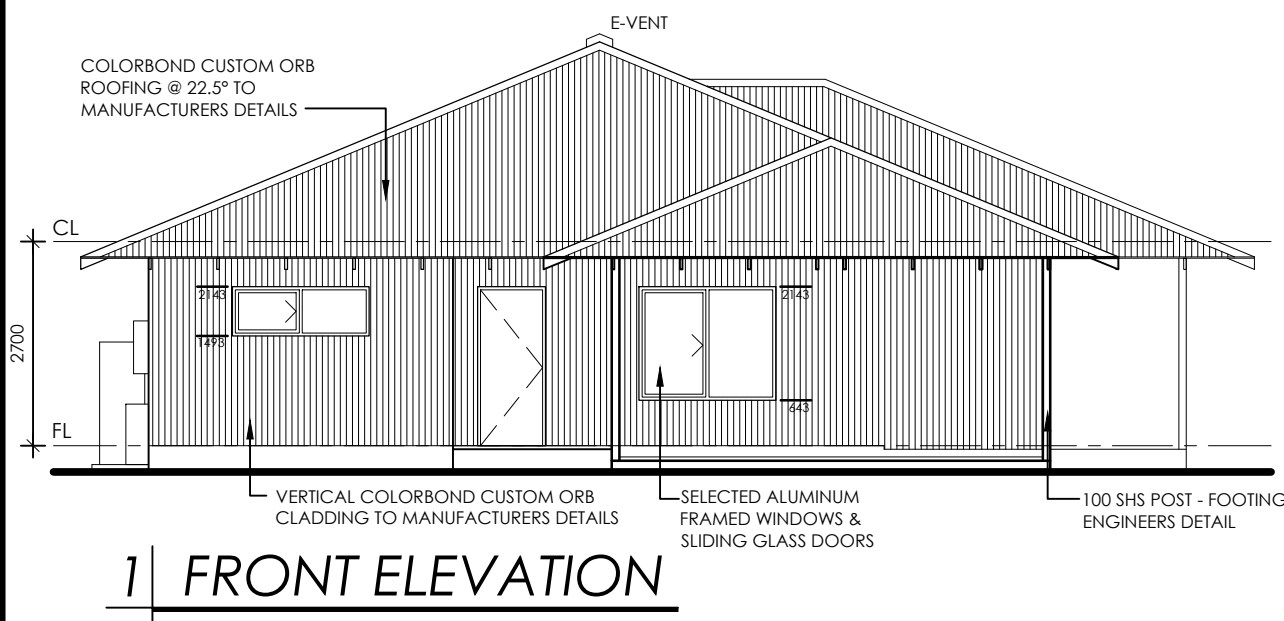 E-VENT
COLORBOND CUSTOM ORB
ROOFING @ 22.5° TO
MANUFACTURERS DETAILS
CL
2143
2143
1493
2700
643
FL
VERTICAL COLORBOND CUSTOM ORB
CLADDING TO MANUFACTURERS DETAILS
SELECTED ALUMINUM
FRAMED WINDOWS &
SLIDING GLASS DOORS
100 SHS POST - FOOTING
ENGINEERS DETAIL
1 FRONT ELEVATION